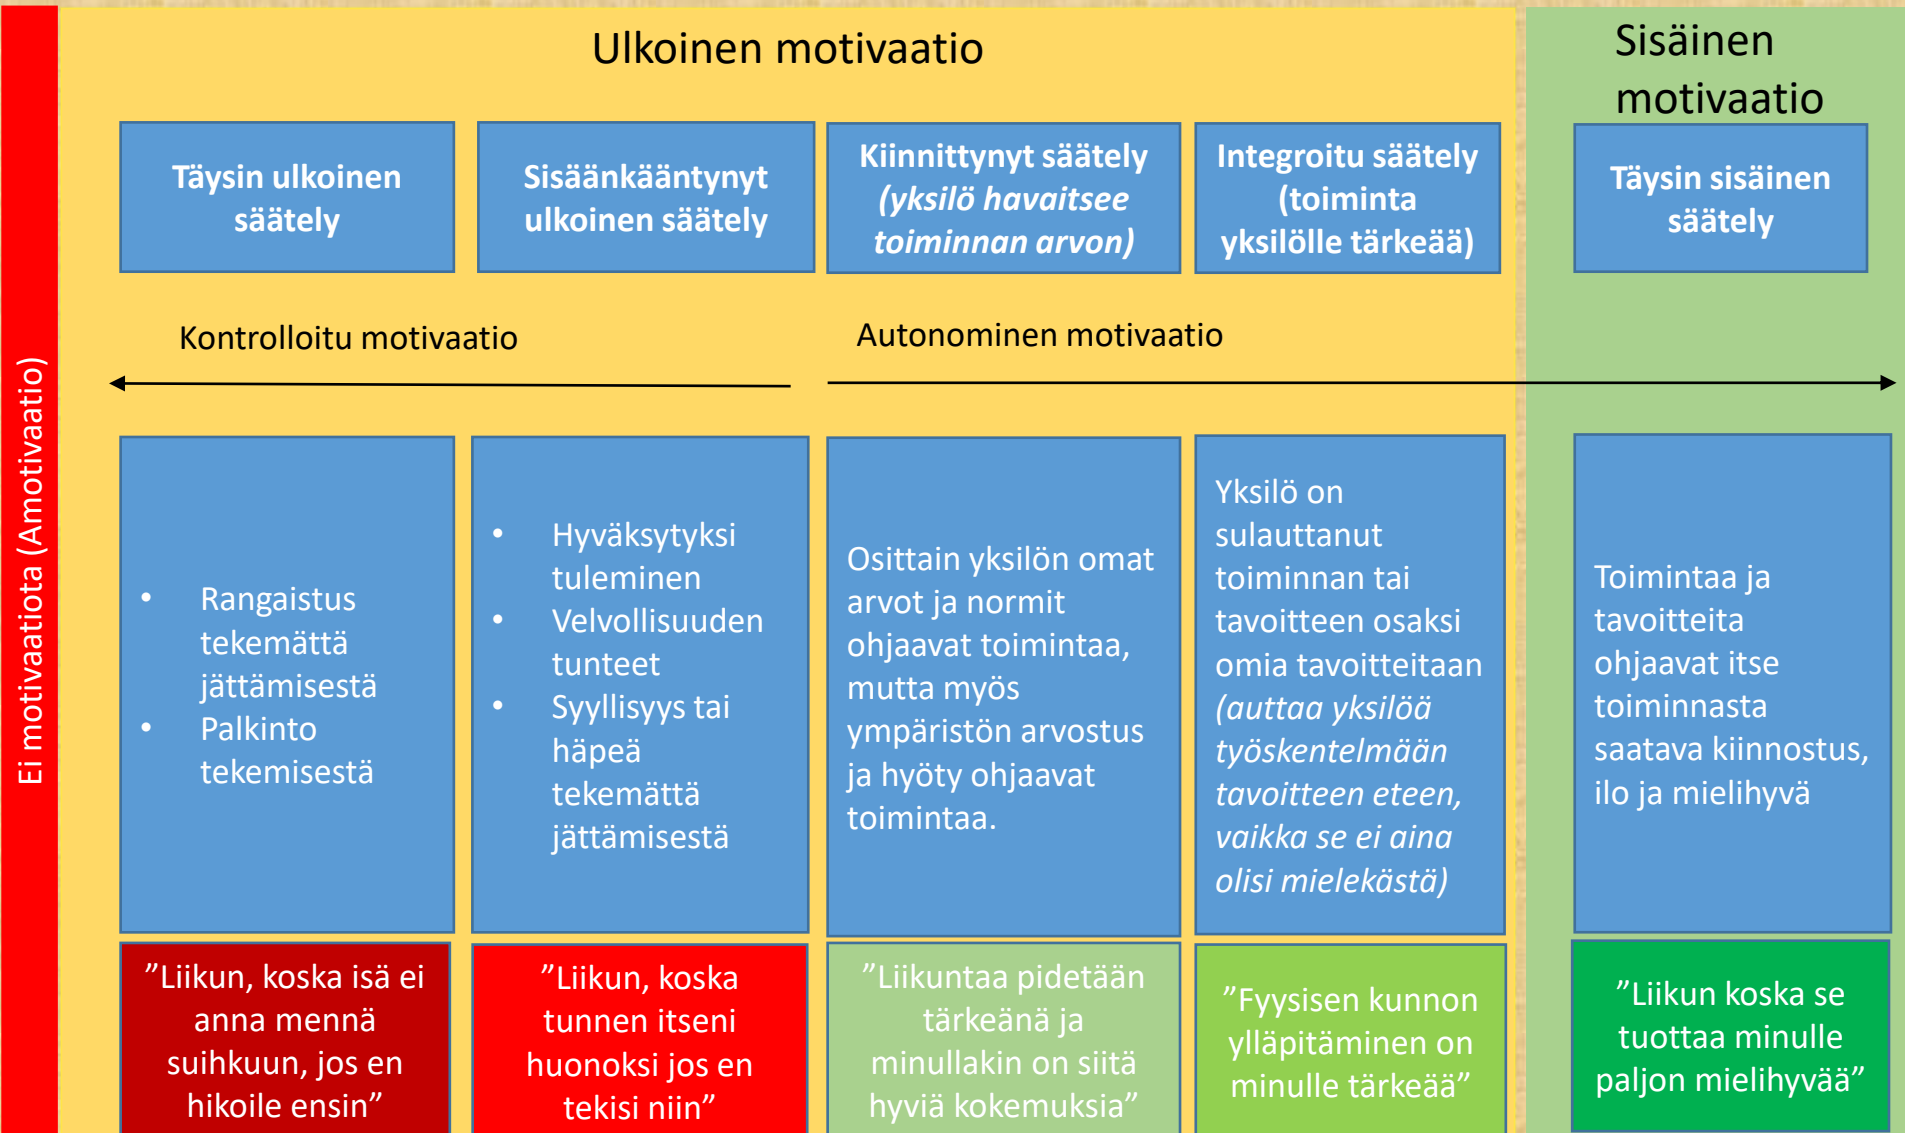 Ei motivaatiota (Amotivaatio)
Ulkoinen motivaatio
Sisäinen
motivaatio
Täysin ulkoinen
säätely
Sisäänkääntynyt
ulkoinen säätely
Kiinnittynyt säätely
(yksilö havaitsee
toiminnan arvon)
Integroitu säätely
(toiminta
yksilölle tärkeää)
Täysin sisäinen
säätely
Kontrolloitu motivaatio
Autonominen motivaatio
• Rangaistus
tekemättä
jättämisestä
• Palkinto
tekemisestä
• Hyväksytyksi
tuleminen
• Velvollisuuden
tunteet
• Syyllisyys tai
häpeä
tekemättä
jättämisestä
Osittain yksilön omat
arvot ja normit
ohjaavat toimintaa,
mutta myös
ympäristön arvostus
ja hyöty ohjaavat
toimintaa.
Yksilö on
sulauttanut
toiminnan tai
tavoitteen osaksi
omia tavoitteitaan
(auttaa yksilöä
työskentelmään
tavoitteen eteen,
vaikka se ei aina
olisi mielekästä)
Toimintaa ja
tavoitteita
ohjaavat itse
toiminnasta
saatava kiinnostus,
ilo ja mielihyvä
”Liikun, koska isä ei
anna mennä
suihkuun, jos en
hikoile ensin”
”Liikun, koska
tunnen itseni
huonoksi jos en
tekisi niin”
”Liikuntaa pidetään
tärkeänä ja
minullakin on siitä
hyviä kokemuksia”
”Fyysisen kunnon
ylläpitäminen on
minulle tärkeää”
”Liikun koska se
tuottaa minulle
paljon mielihyvää”